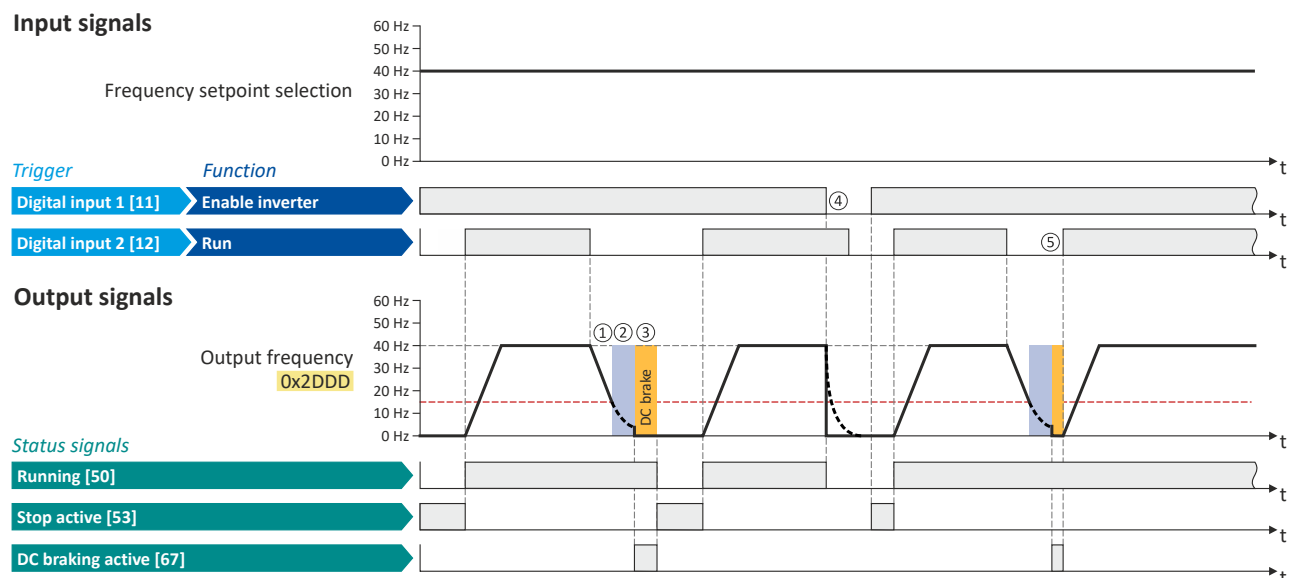 Input signals
60 Hz
50 Hz
40 Hz
30 Hz
20 Hz
10 Hz
0 Hz
Frequency setpoint selection
t
Trigger Function
Digital input 1 [11] Enable inverter ④
t
Digital input 2 [12] Run ⑤
t
Output signals
60 Hz
50 Hz
40 Hz
30 Hz
20 Hz
10 Hz
0 Hz
① ② ③
Output frequency
0x2DDD
DC brake
t
Status signals
Running [50]
t
Stop active [53]
t
DC braking active [67]
t